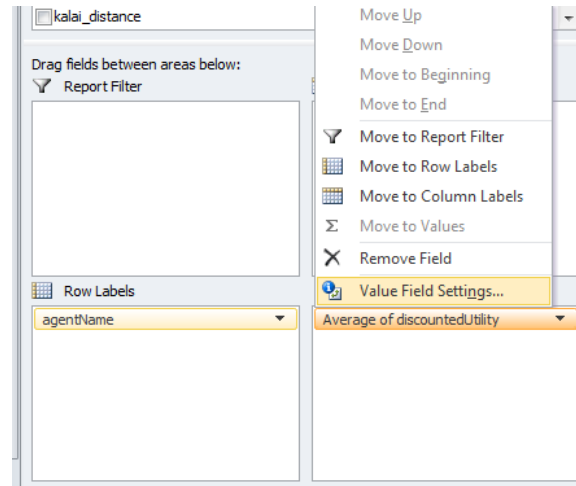 kalai_distance
Drag fields between areas below:
Report Filter
Move Up
Move Down
Move to Beginning
Move to End
Move to Report Filter
Move to Row Labels
Move to Column Labels
Σ Move to Values
Remove Field
Value Field Settings...
Row Labels
agentName
Average of discountedUtility